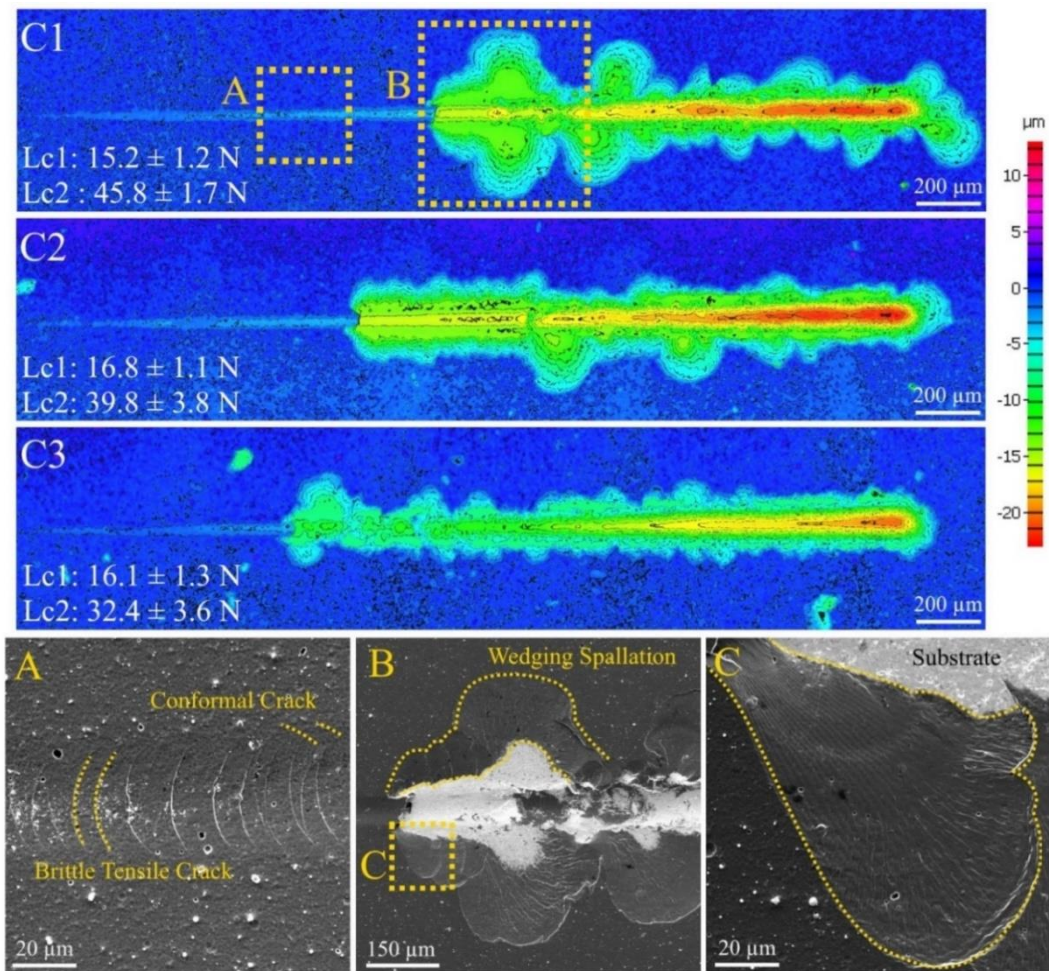 C1
A
B
Lc1: 15.2 ± 1.2 N
Lc2 : 45.8 ± 1.7 N
200 µm
C2
Lc1: 16.8 ± 1.1 N
Lc2: 39.8 ± 3.8 N
200 µm
C3
Lc1: 16.1 ± 1.3 N
Lc2: 32.4 ± 3.6 N
200 µm
µm
10
5
0
-5
-10
-15
-20
A
Conformal Crack
Brittle Tensile Crack
20 µm
B
Wedging Spallation
C
150 µm
C
Substrate
20 µm